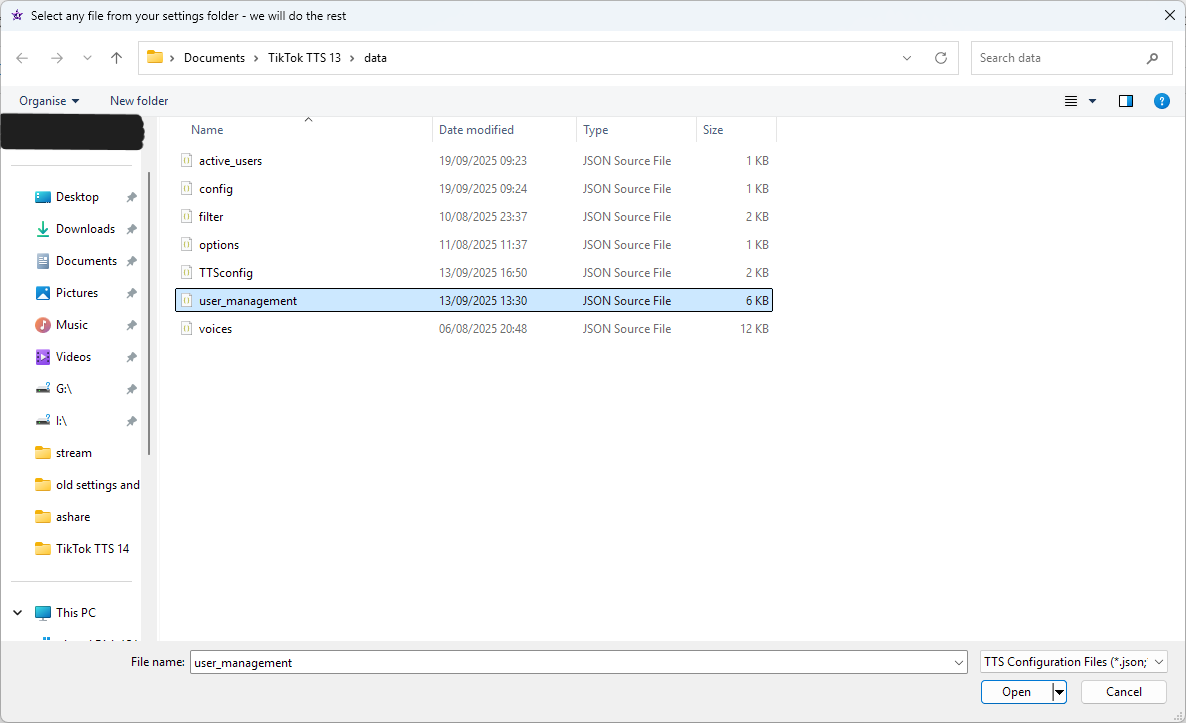 Select any file from your settings folder - we will do the rest
Documents > TikTok TTS 13 > data
Search data
Organise
New folder
Name Date modified Type Size
active_users 19/09/2025 09:23 JSON Source File 1 KB
config 19/09/2025 09:24 JSON Source File 1 KB
filter 10/08/2025 23:37 JSON Source File 2 KB
options 11/08/2025 11:37 JSON Source File 1 KB
TTSconfig 13/09/2025 16:50 JSON Source File 2 KB
user_management 13/09/2025 13:30 JSON Source File 6 KB
voices 06/08/2025 20:48 JSON Source File 12 KB
Desktop
Downloads
Documents
Pictures
Music
Videos
G:\
I:\
stream
old settings and
ashare
TikTok TTS 14
This PC
File name: user_management
TTS Configuration Files (*.json;
Open
Cancel